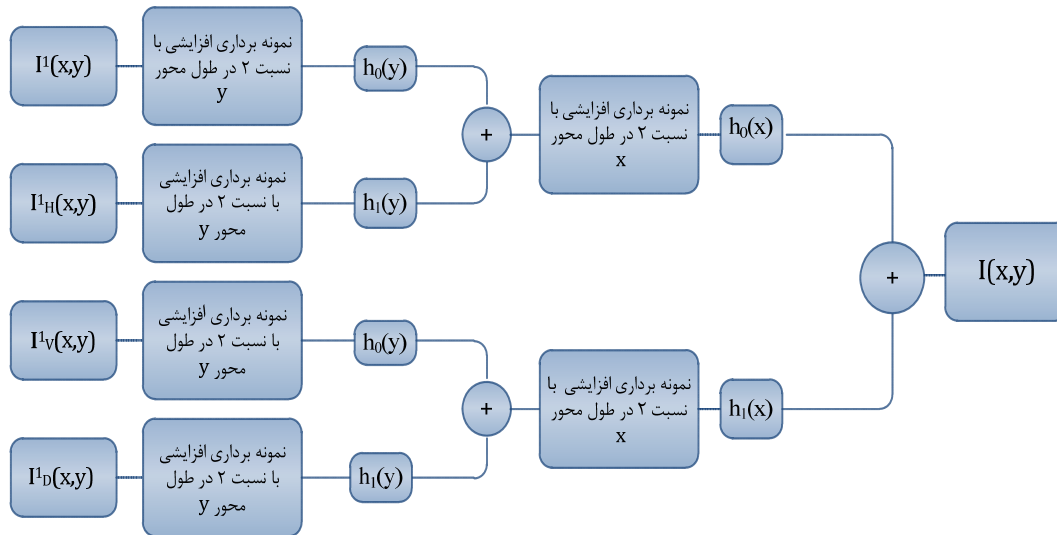 I¹(x,y)
نمونه برداری افزایشی با
نسبت ۲ در طول محور
y
h₀(y)
I¹H(x,y)
نمونه برداری افزایشی
با نسبت ۲ در طول
محور y
h₁(y)
+
نمونه برداری افزایشی با
نسبت ۲ در طول محور
x
h₀(x)
I¹V(x,y)
نمونه برداری افزایشی
با نسبت ۲ در طول
محور y
h₀(y)
I¹D(x,y)
نمونه برداری افزایشی
با نسبت ۲ در طول
محور y
h₁(y)
+
نمونه برداری افزایشی با
نسبت ۲ در طول محور
x
h₁(x)
+
I(x,y)